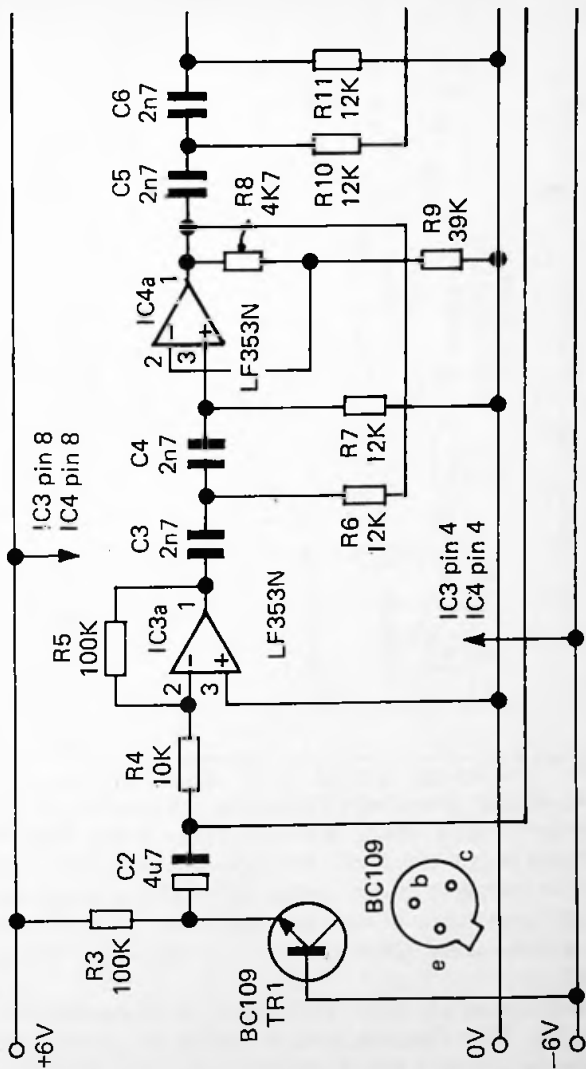 +6V
R3
100K
C2
4u7
BC109
TR1
R4
10K
R5
100K
2
3
1
IC3a
LF353N
IC3 pin 8
IC4 pin 8
C3
2n7
C4
2n7
R6
12K
R7
12K
2
3
1
IC4a
LF353N
R8
4K7
R9
39K
C5
2n7
C6
2n7
R10
12K
R11
12K
IC3 pin 4
IC4 pin 4
BC109
e
b
c
0V
−6V